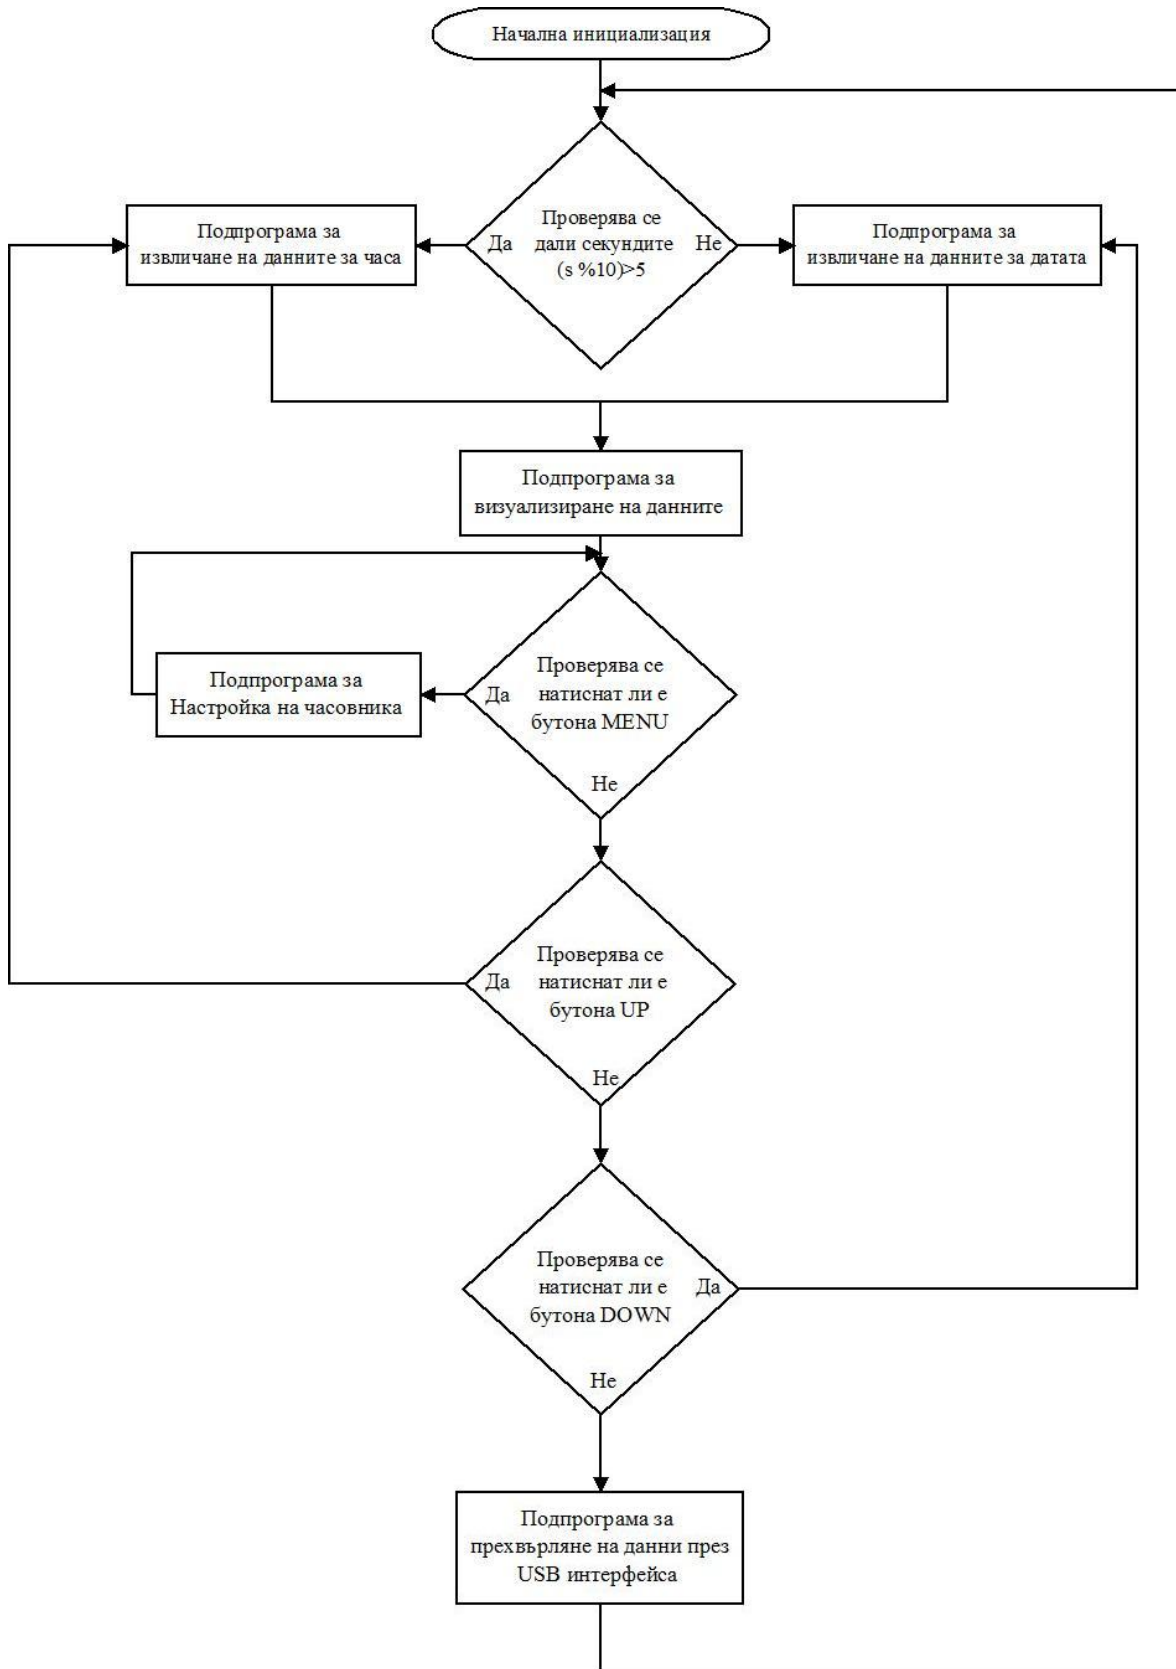 Начална инициализация
Проверява се
дали секундите
(s %10)>5
Да
Не
Подпрограма за
извличане на данните за часа
Подпрограма за
извличане на данните за датата
Подпрограма за
визуализиране на данните
Проверява се
натиснат ли е
бутона MENU
Да
Не
Подпрограма за
Настройка на часовника
Проверява се
натиснат ли е
бутона UP
Да
Не
Проверява се
натиснат ли е
бутона DOWN
Да
Не
Подпрограма за
прехвърляне на данни през
USB интерфейса